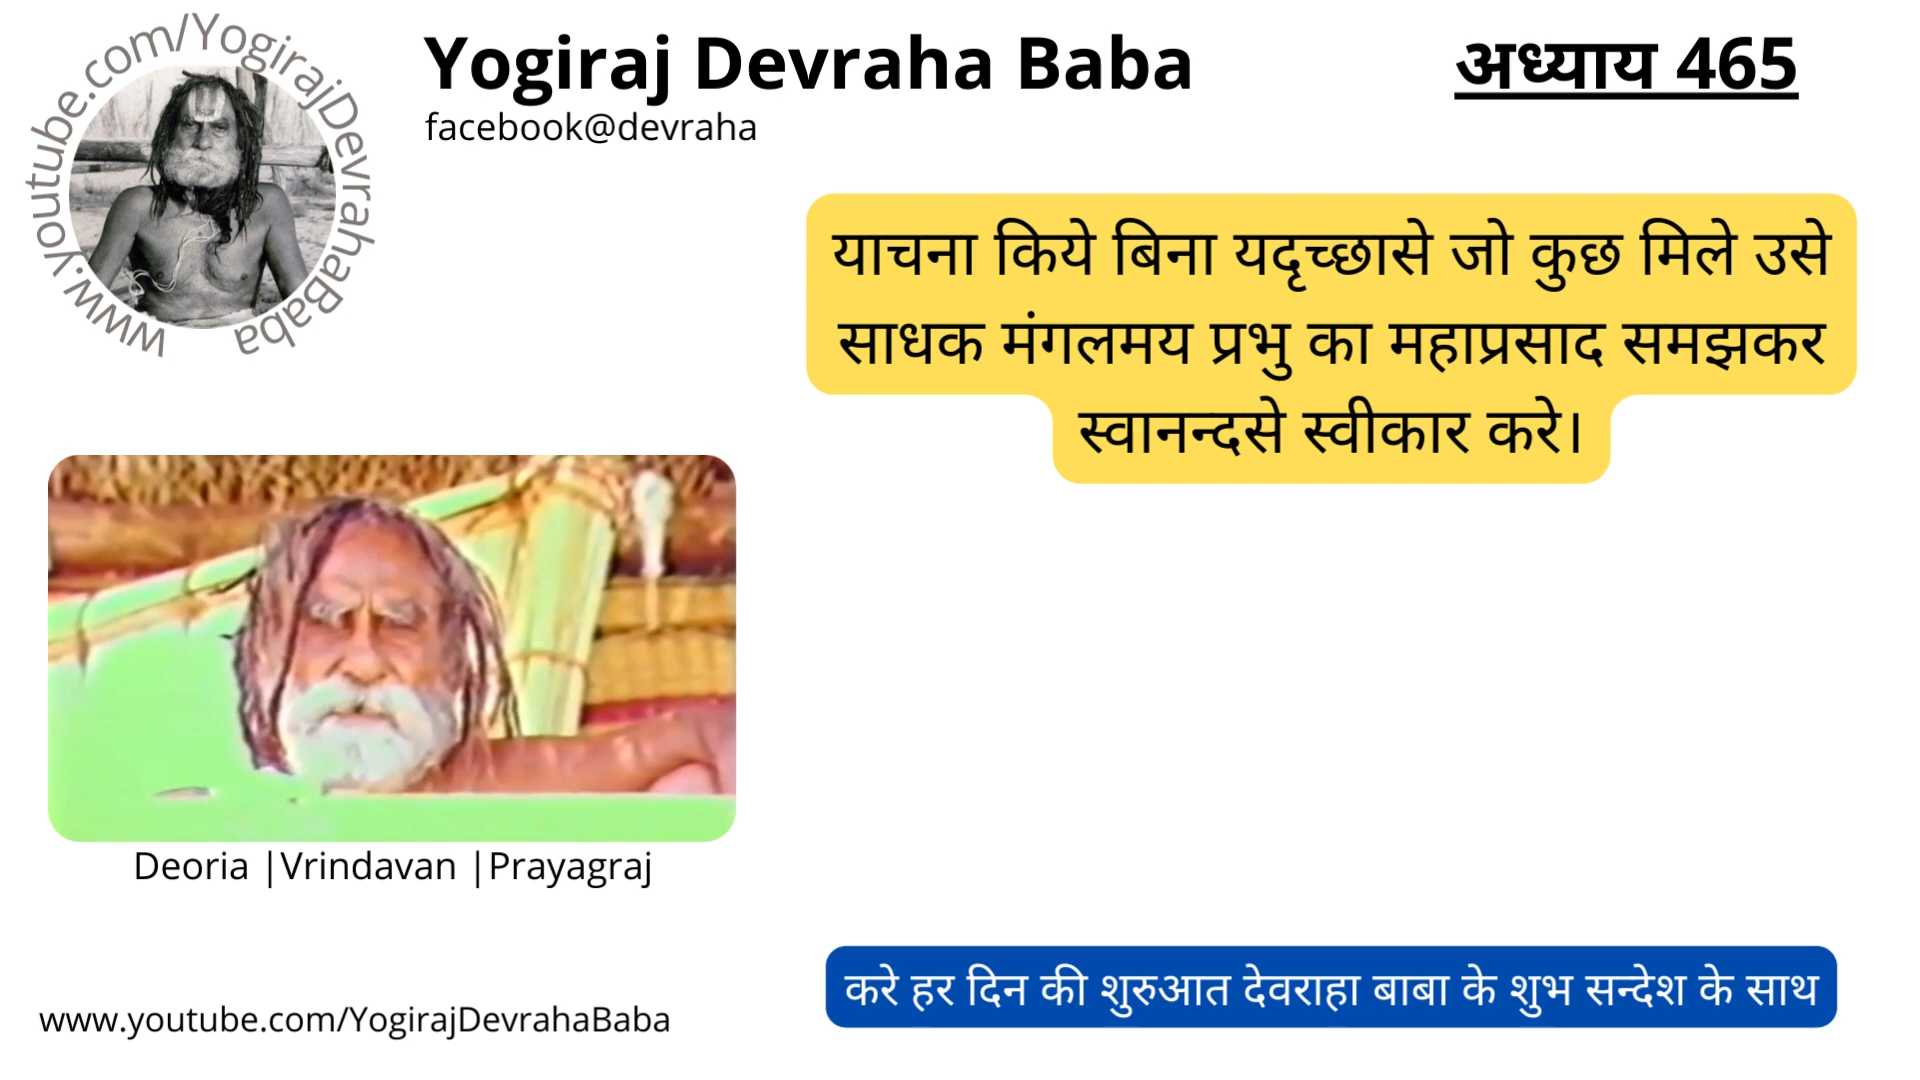 www.youtube.com/YogirajDevrahaBaba
Yogiraj Devraha Baba
facebook@devraha
अध्याय 465
याचना किये बिना यदृच्छासे जो कुछ मिले उसे
साधक मंगलमय प्रभु का महाप्रसाद समझकर
स्वानन्दसे स्वीकार करे।
Deoria |Vrindavan |Prayagraj
www.youtube.com/YogirajDevrahaBaba
करे हर दिन की शुरुआत देवराहा बाबा के शुभ सन्देश के साथ